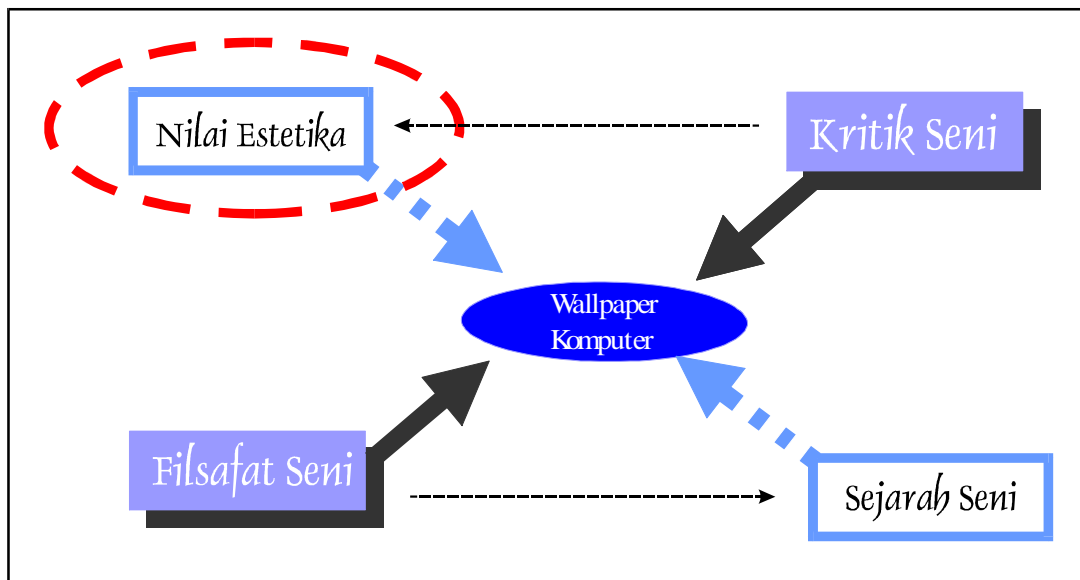 Nilai Estetika
Kritik Seni
Wallpaper
Komputer
Filsafat Seni
Sejarah Seni